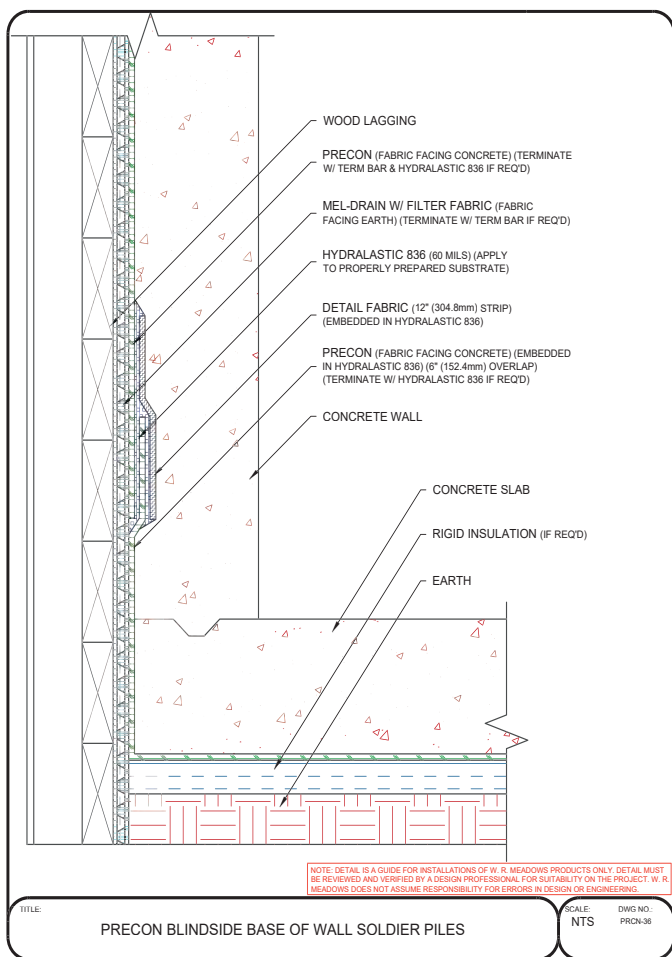 WOOD LAGGING
PRECON (FABRIC FACING CONCRETE) (TERMINATE
W/ TERM BAR & HYDRALASTIC 836 IF REQ'D)
MEL-DRAIN W/ FILTER FABRIC (FABRIC
FACING EARTH) (TERMINATE W/ TERM BAR IF REQ'D)
HYDRALASTIC 836 (60 MILS) (APPLY
TO PROPERLY PREPARED SUBSTRATE)
DETAIL FABRIC (12" (304.8mm) STRIP)
(EMBEDDED IN HYDRALASTIC 836)
PRECON (FABRIC FACING CONCRETE) (EMBEDDED
IN HYDRALASTIC 836) (6" (152.4mm) OVERLAP)
(TERMINATE W/ HYDRALASTIC 836 IF REQ'D)
CONCRETE WALL
CONCRETE SLAB
RIGID INSULATION (IF REQ'D)
EARTH
NOTE: DETAIL IS A GUIDE FOR INSTALLATIONS OF W. R. MEADOWS PRODUCTS ONLY. DETAIL MUST
BE REVIEWED AND VERIFIED BY A DESIGN PROFESSIONAL FOR SUITABILITY ON THE PROJECT. W. R.
MEADOWS DOES NOT ASSUME RESPONSIBILITY FOR ERRORS IN DESIGN OR ENGINEERING.
TITLE:
PRECON BLINDSIDE BASE OF WALL SOLDIER PILES
SCALE:
NTS
DWG NO.:
PRCN-36